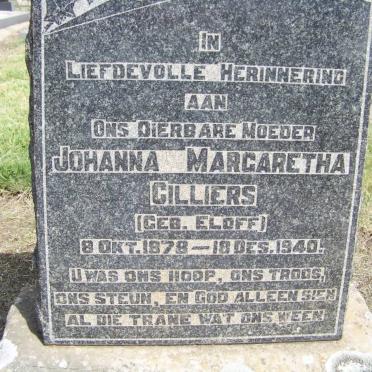 IN
LIEFDEVOLLE HERINNERING
AAN
ONS DIERBARE MOEDER
JOHANNA MARGARETHA
CILLIERS
(GEB. ELOFF)
8 OKT. 1878 — 18 DES. 1940.
U WAS ONS HOOP, ONS TROOS,
ONS STEUN, EN GOD ALLEEN SIEN
AL DIE TRANE WAT ONS WEEN